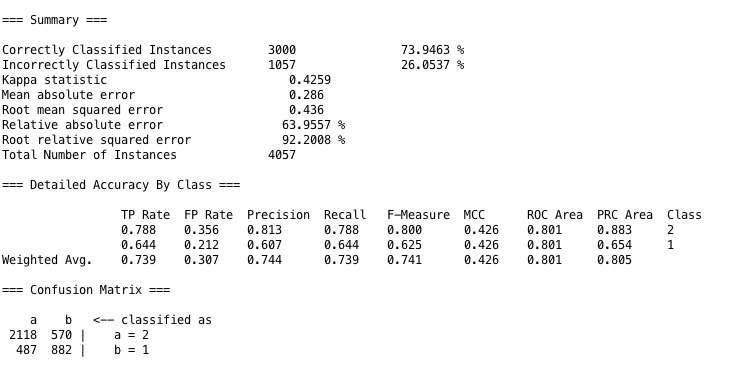 === Summary ===
Correctly Classified Instances 3000 73.9463 %
Incorrectly Classified Instances 1057 26.0537 %
Kappa statistic 0.4259
Mean absolute error 0.286
Root mean squared error 0.436
Relative absolute error 63.9557 %
Root relative squared error 92.2008 %
Total Number of Instances 4057
=== Detailed Accuracy By Class ===
TP Rate FP Rate Precision Recall F-Measure MCC ROC Area PRC Area Class
0.788 0.356 0.813 0.788 0.800 0.426 0.801 0.883 2
0.644 0.212 0.607 0.644 0.625 0.426 0.801 0.654 1
Weighted Avg. 0.739 0.307 0.744 0.739 0.741 0.426 0.801 0.805
=== Confusion Matrix ===
a b <-- classified as
2118 570 | a = 2
487 882 | b = 1